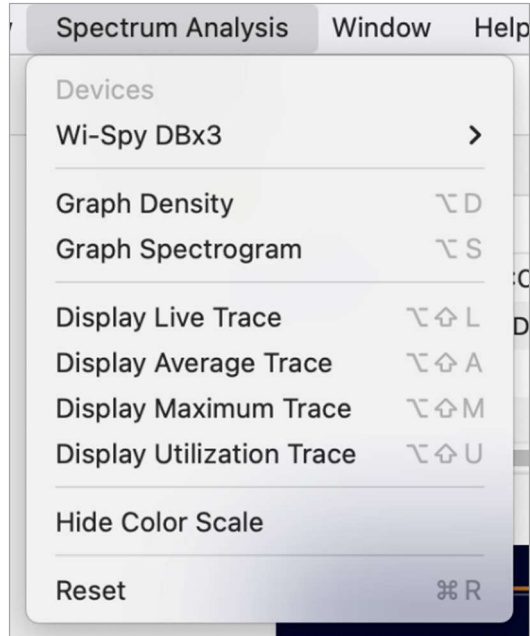 Spectrum Analysis Window Help
Devices
Wi-Spy DBx3
Graph Density ⌥ D
Graph Spectrogram ⌥ S
Display Live Trace ⌥ ⇧ L
Display Average Trace ⌥ ⇧ A
Display Maximum Trace ⌥ ⇧ M
Display Utilization Trace ⌥ ⇧ U
Hide Color Scale
Reset ⌘ R